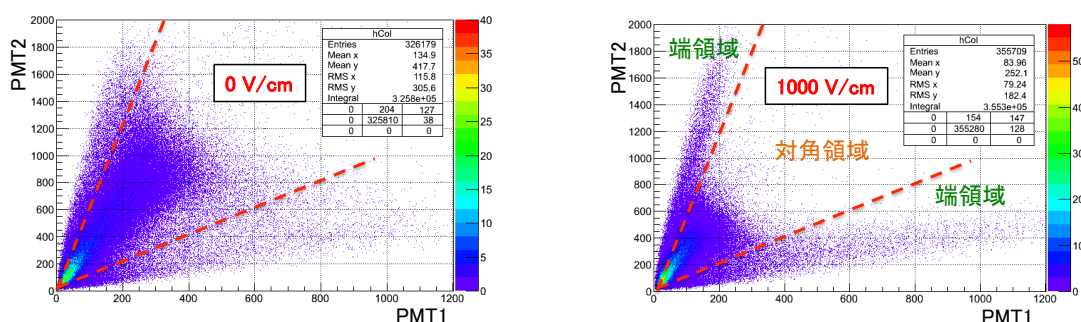 PMT2
2000
1800
1600
1400
1200
1000
800
600
400
200
0
0 200 400 600 800 1000 1200
PMT1
0 V/cm
hCol
Entries 326179
Mean x 134.9
Mean y 417.7
RMS x 115.8
RMS y 305.6
Integral 3.258e+05
0 204 127
0 325810 38
0 0 0
40
35
30
25
20
15
10
5
0
PMT2
2000
1800
1600
1400
1200
1000
800
600
400
200
0
0 200 400 600 800 1000 1200
PMT1
端領域
1000 V/cm
対角領域
端領域
hCol
Entries 355709
Mean x 83.96
Mean y 252.1
RMS x 79.24
RMS y 182.4
Integral 3.553e+05
0 154 147
0 355280 128
0 0 0
50
40
30
20
10
0